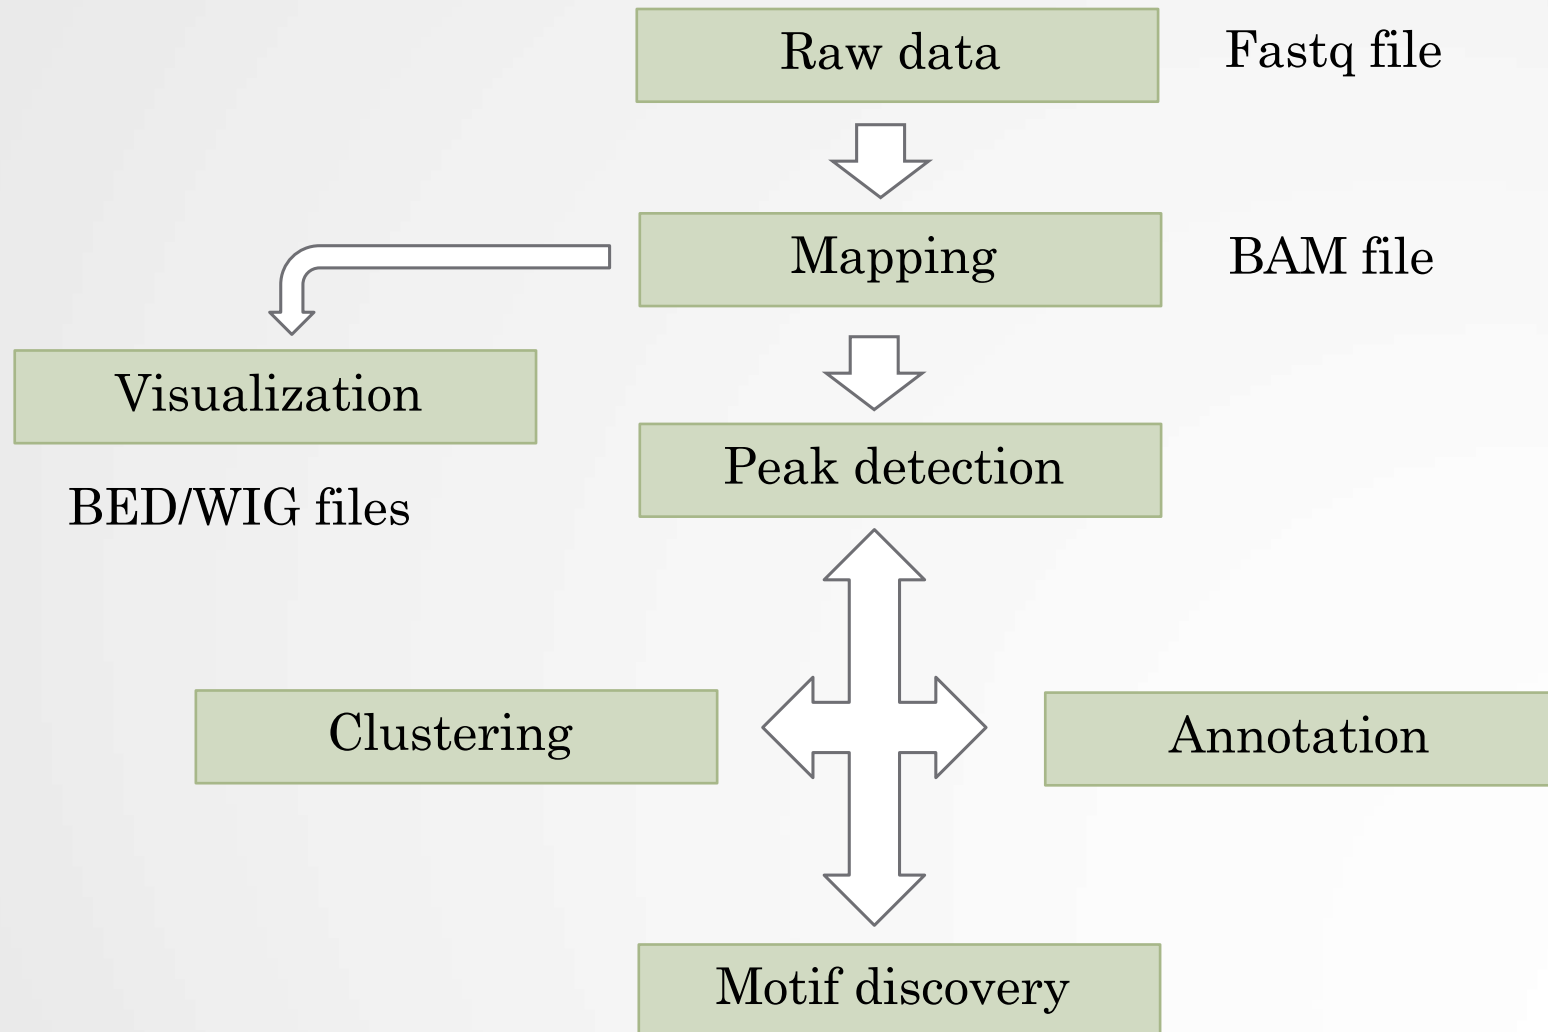 Raw data
Fastq file
Mapping
BAM file
Visualization
Peak detection
BED/WIG files
Clustering
Annotation
Motif discovery